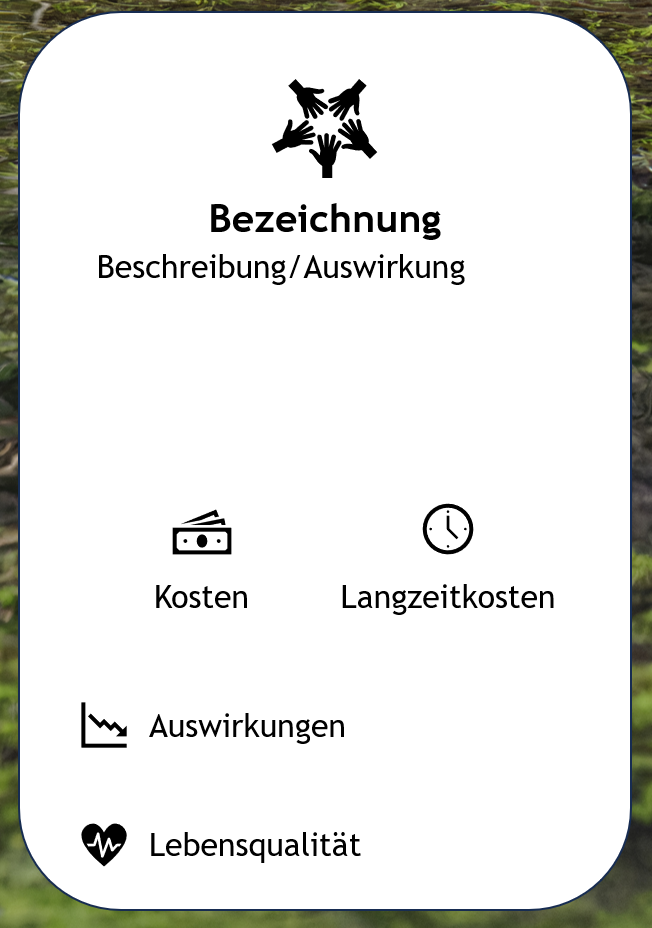 Bezeichnung
Beschreibung/Auswirkung
Kosten
Langzeitkosten
Auswirkungen
Lebensqualität